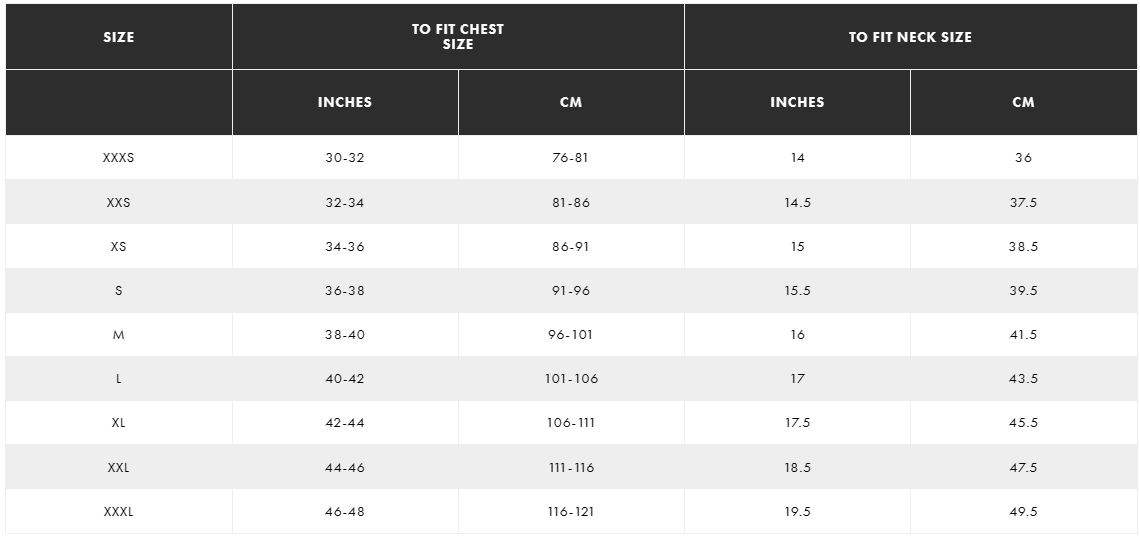 SIZE TO FIT CHEST SIZE TO FIT NECK SIZE
INCHES CM INCHES CM
XXXS 30-32 76-81 14 36
XXS 32-34 81-86 14.5 37.5
XS 34-36 86-91 15 38.5
S 36-38 91-96 15.5 39.5
M 38-40 96-101 16 41.5
L 40-42 101-106 17 43.5
XL 42-44 106-111 17.5 45.5
XXL 44-46 111-116 18.5 47.5
XXXL 46-48 116-121 19.5 49.5